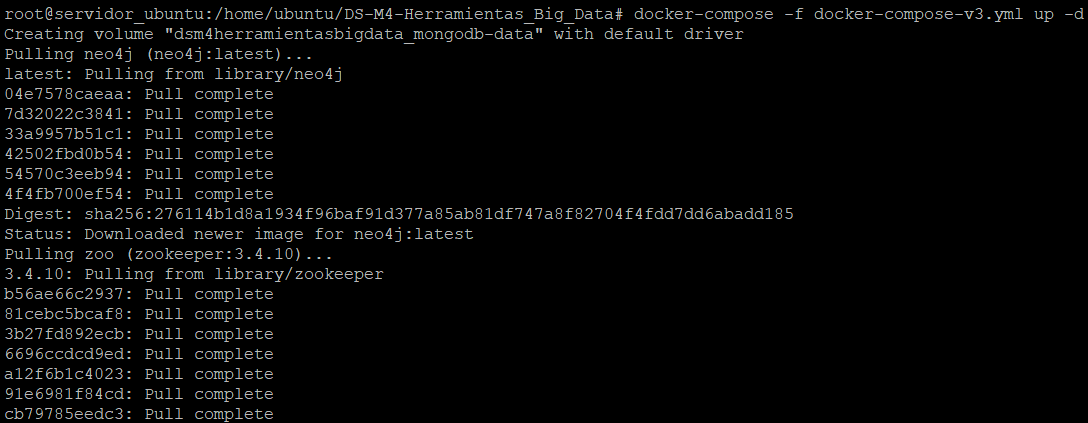 root@servidor_ubuntu:/home/ubuntu/DS-M4-Herramientas_Big_Data# docker-compose -f docker-compose-v3.yml up -d
Creating volume "dsm4herramientasbigdata_mongodb-data" with default driver
Pulling neo4j (neo4j:latest)...
latest: Pulling from library/neo4j
04e7578caeaa: Pull complete
7d32022c3841: Pull complete
33a9957b51c1: Pull complete
42502fbd0b54: Pull complete
54570c3eeb94: Pull complete
4f4fb700ef54: Pull complete
Digest: sha256:276114b1d8a1934f96baf91d377a85ab81df747a8f82704f4fdd7dd6abadd185
Status: Downloaded newer image for neo4j:latest
Pulling zoo (zookeeper:3.4.10)...
3.4.10: Pulling from library/zookeeper
b56ae66c2937: Pull complete
81cebc5bcaf8: Pull complete
3b27fd892ecb: Pull complete
6696ccdcd9ed: Pull complete
a12f6b1c4023: Pull complete
91e6981f84cd: Pull complete
cb79785eedc3: Pull complete